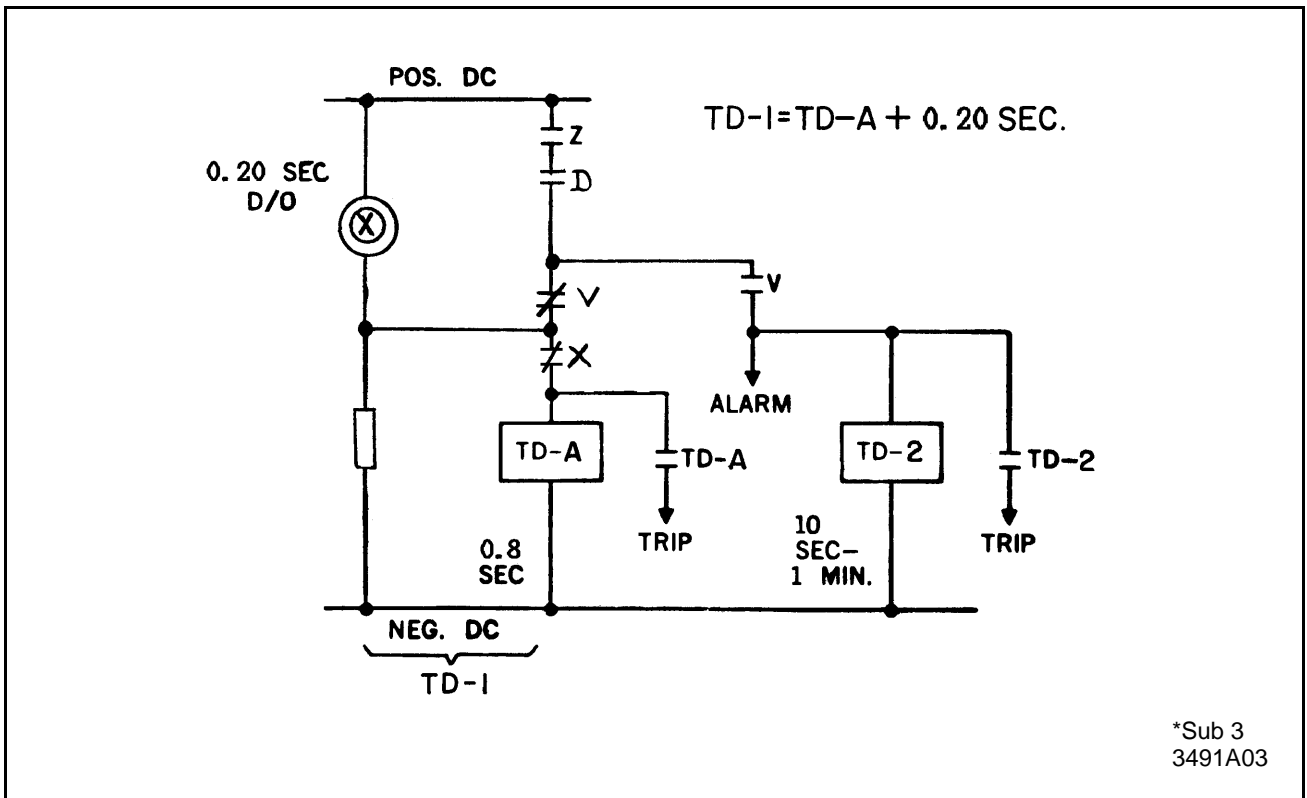 POS. DC
TD-1=TD-A + 0.20 SEC.
Z
0.20 SEC
D/O
D
X
V
V
X
ALARM
TD-A
TD-A
TD-2
TD-2
TRIP
0.8
SEC
10
SEC-
1 MIN.
TRIP
NEG. DC
TD-1
*Sub 3
3491A03